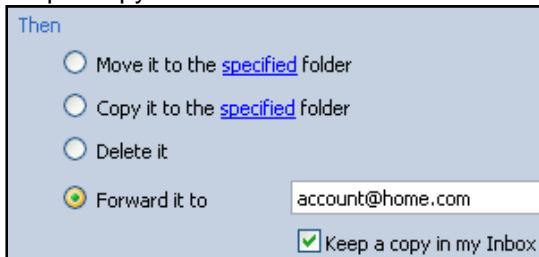 Then
Move it to the specified folder
Copy it to the specified folder
Delete it
Forward it to account@home.com
Keep a copy in my Inbox